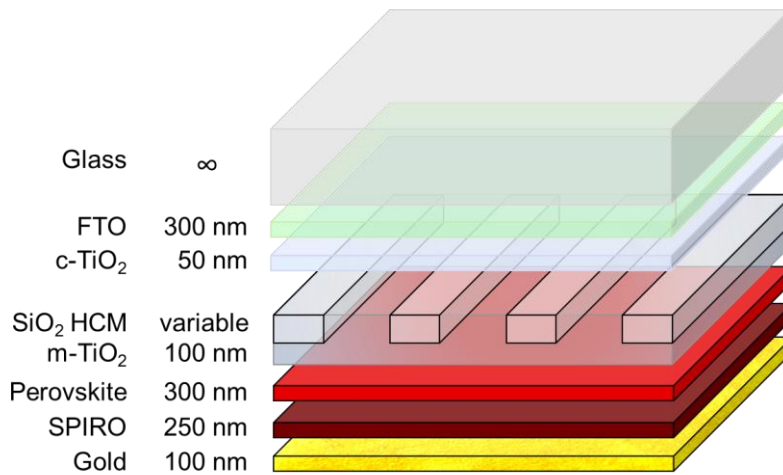 Glass ∞
FTO 300 nm
c-TiO₂ 50 nm
SiO₂ HCM variable
m-TiO₂ 100 nm
Perovskite 300 nm
SPIRO 250 nm
Gold 100 nm